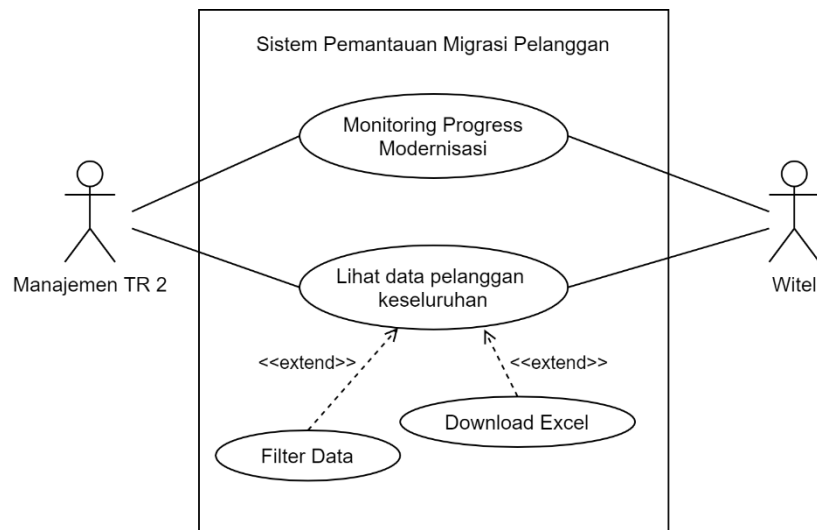 Sistem Pemantauan Migrasi Pelanggan
Monitoring Progress
Modernisasi
Manajemen TR 2
Witel
Lihat data pelanggan
keseluruhan
<<extend>>
<<extend>>
Filter Data
Download Excel